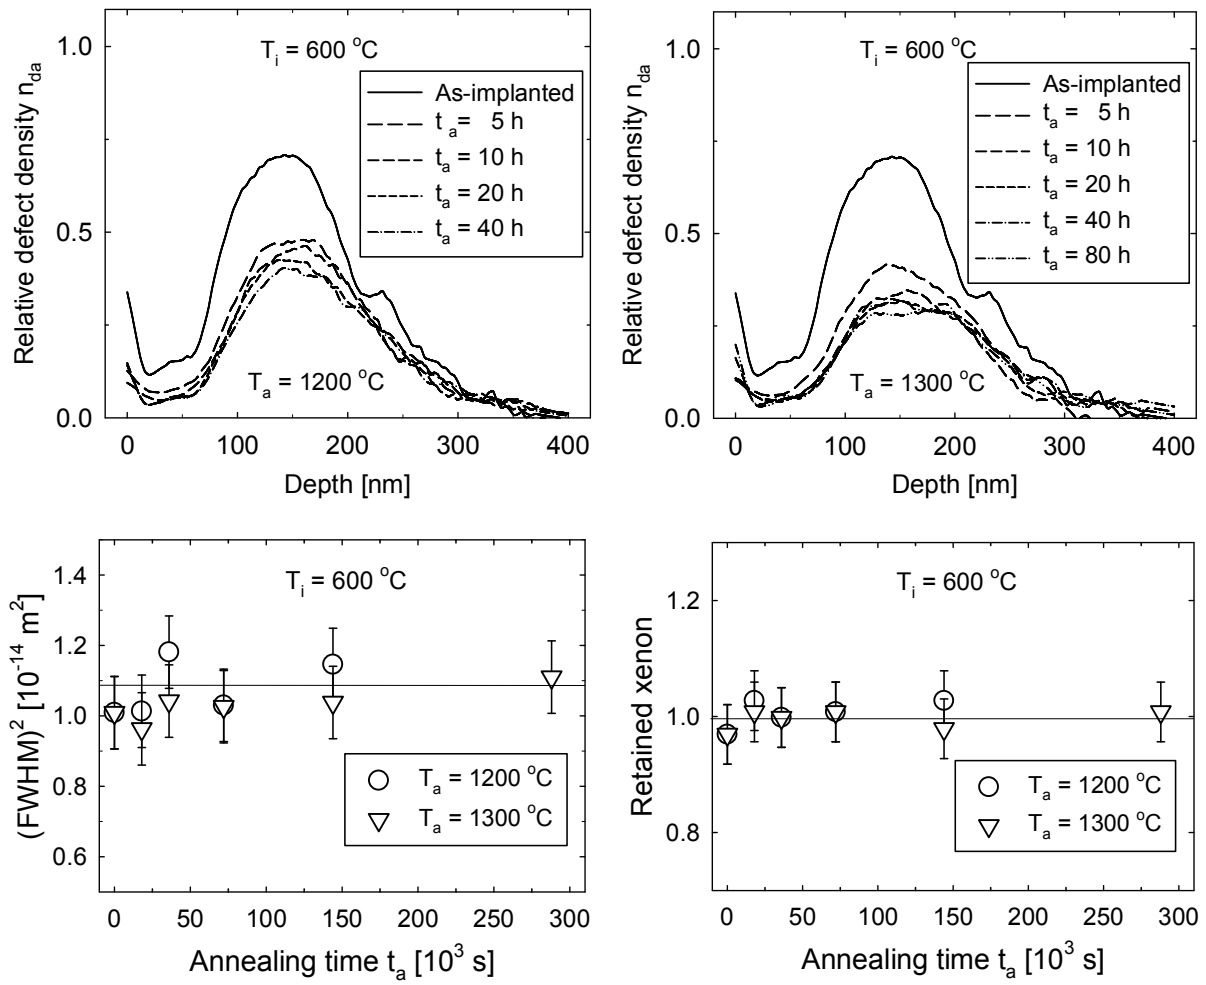 Relative defect density n_da
1.0
0.5
0.0
T_i = 600 °C
As-implanted
t_a = 5 h
t_a = 10 h
t_a = 20 h
t_a = 40 h
T_a = 1200 °C
0 100 200 300 400
Depth [nm]
Relative defect density n_da
1.0
0.5
0.0
T_i = 600 °C
As-implanted
t_a = 5 h
t_a = 10 h
t_a = 20 h
t_a = 40 h
t_a = 80 h
T_a = 1300 °C
0 100 200 300 400
Depth [nm]
(FWHM)² [10⁻¹⁴ m²]
1.4
1.2
1.0
0.8
0.6
T_i = 600 °C
T_a = 1200 °C
T_a = 1300 °C
0 50 100 150 200 250 300
Annealing time t_a [10³ s]
Retained xenon
1.2
1.0
0.8
T_i = 600 °C
T_a = 1200 °C
T_a = 1300 °C
0 50 100 150 200 250 300
Annealing time t_a [10³ s]